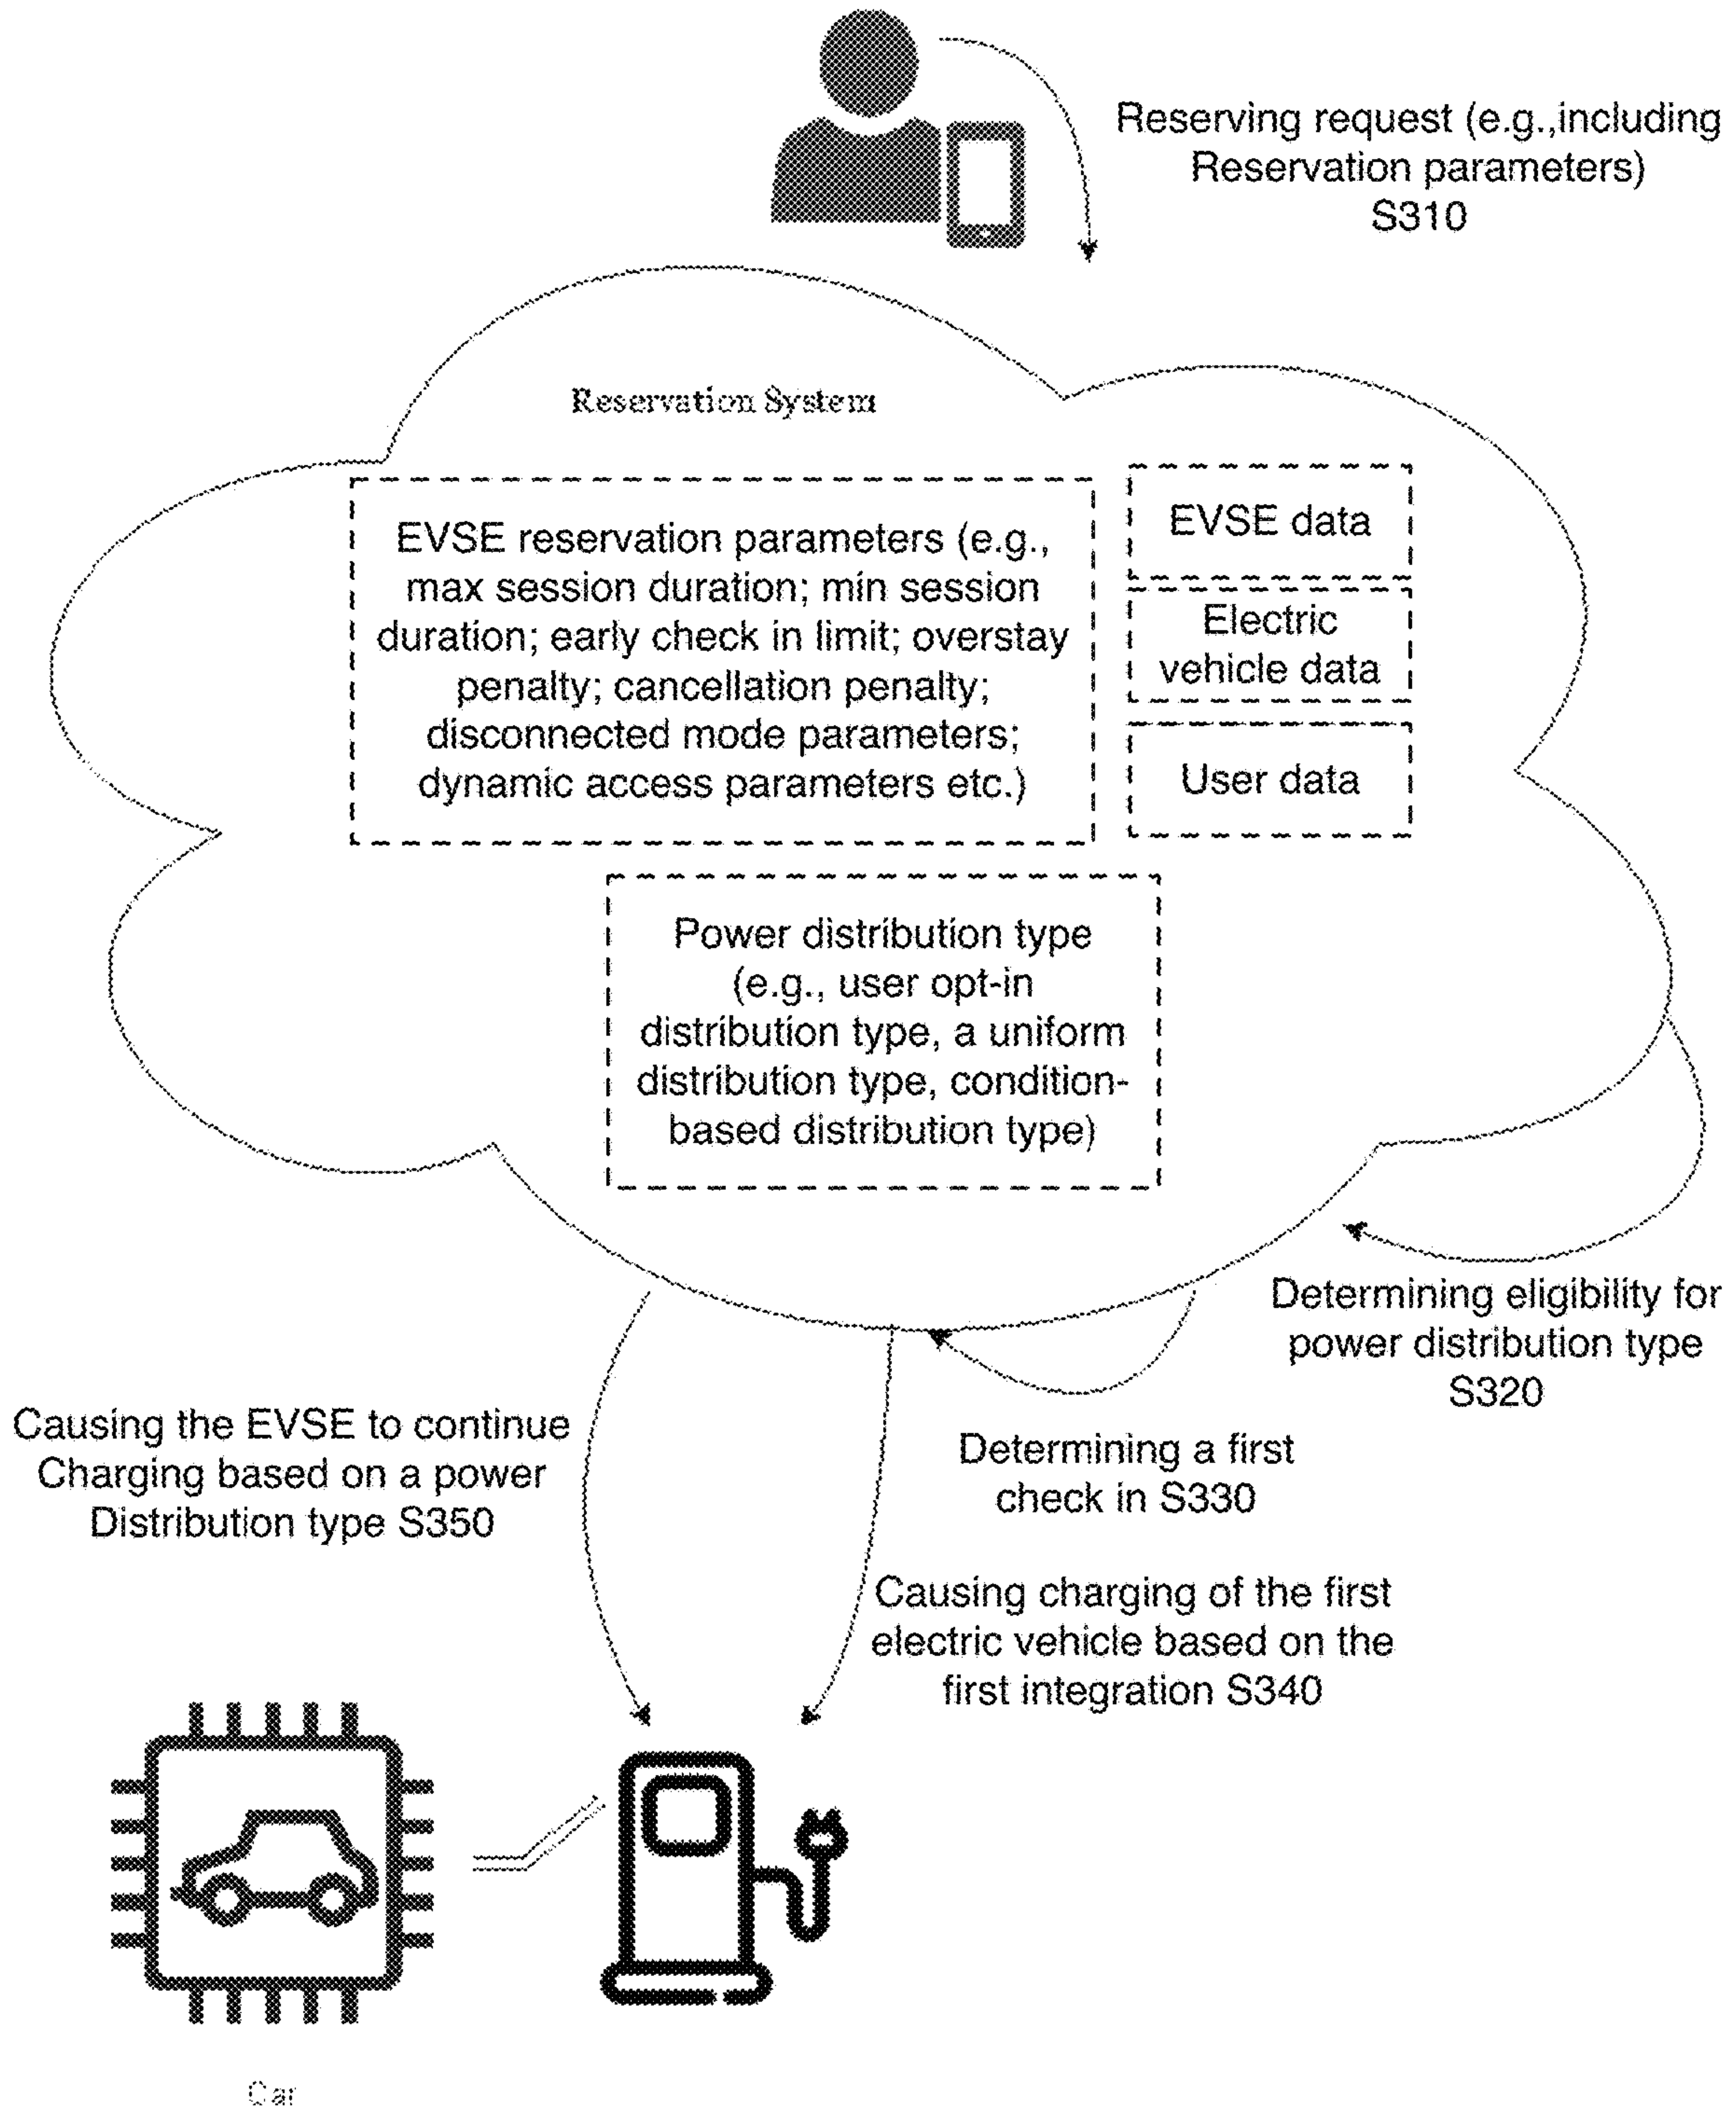 Reserving request (e.g.,including
Reservation parameters)
S310
Reservation System
EVSE reservation parameters (e.g.,
max session duration; min session
duration; early check in limit; overstay
penalty; cancellation penalty;
disconnected mode parameters;
dynamic access parameters etc.)
EVSE data
Electric
vehicle data
User data
Power distribution type
(e.g., user opt-in
distribution type, a uniform
distribution type, condition-
based distribution type)
Determining eligibility for
power distribution type
S320
Causing the EVSE to continue
Charging based on a power
Distribution type S350
Determining a first
check in S330
Causing charging of the first
electric vehicle based on the
first integration S340
Car